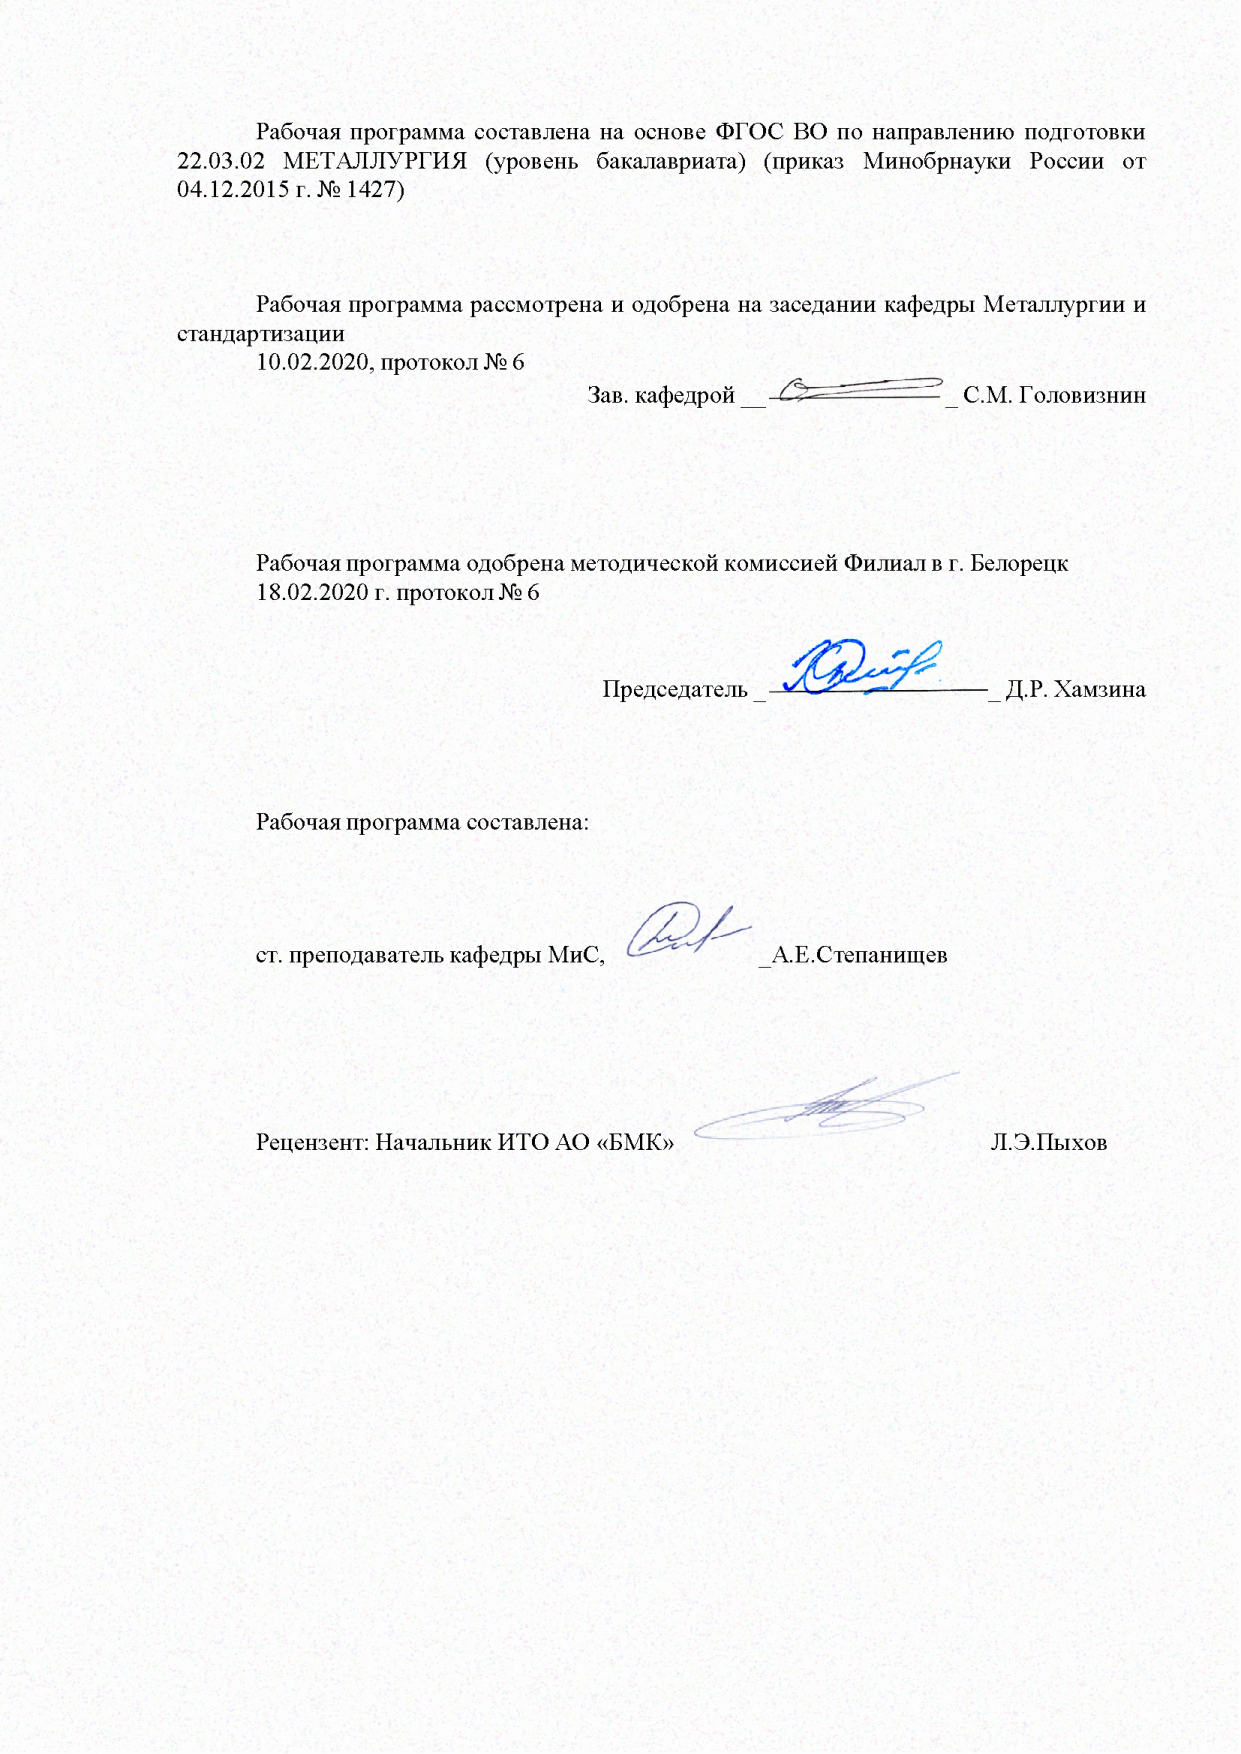 Рабочая программа составлена на основе ФГОС ВО по направлению подготовки
22.03.02 МЕТАЛЛУРГИЯ (уровень бакалавриата) (приказ Минобрнауки России от
04.12.2015 г. № 1427)
Рабочая программа рассмотрена и одобрена на заседании кафедры Металлургии и
стандартизации
10.02.2020, протокол № 6
Зав. кафедрой __ _ С.М. Головизнин
Рабочая программа одобрена методической комиссией Филиал в г. Белорецк
18.02.2020 г. протокол № 6
Председатель _ _ Д.Р. Хамзина
Рабочая программа составлена:
ст. преподаватель кафедры МиС, _А.Е.Степанищев
Рецензент: Начальник ИТО АО «БМК» Л.Э.Пыхов